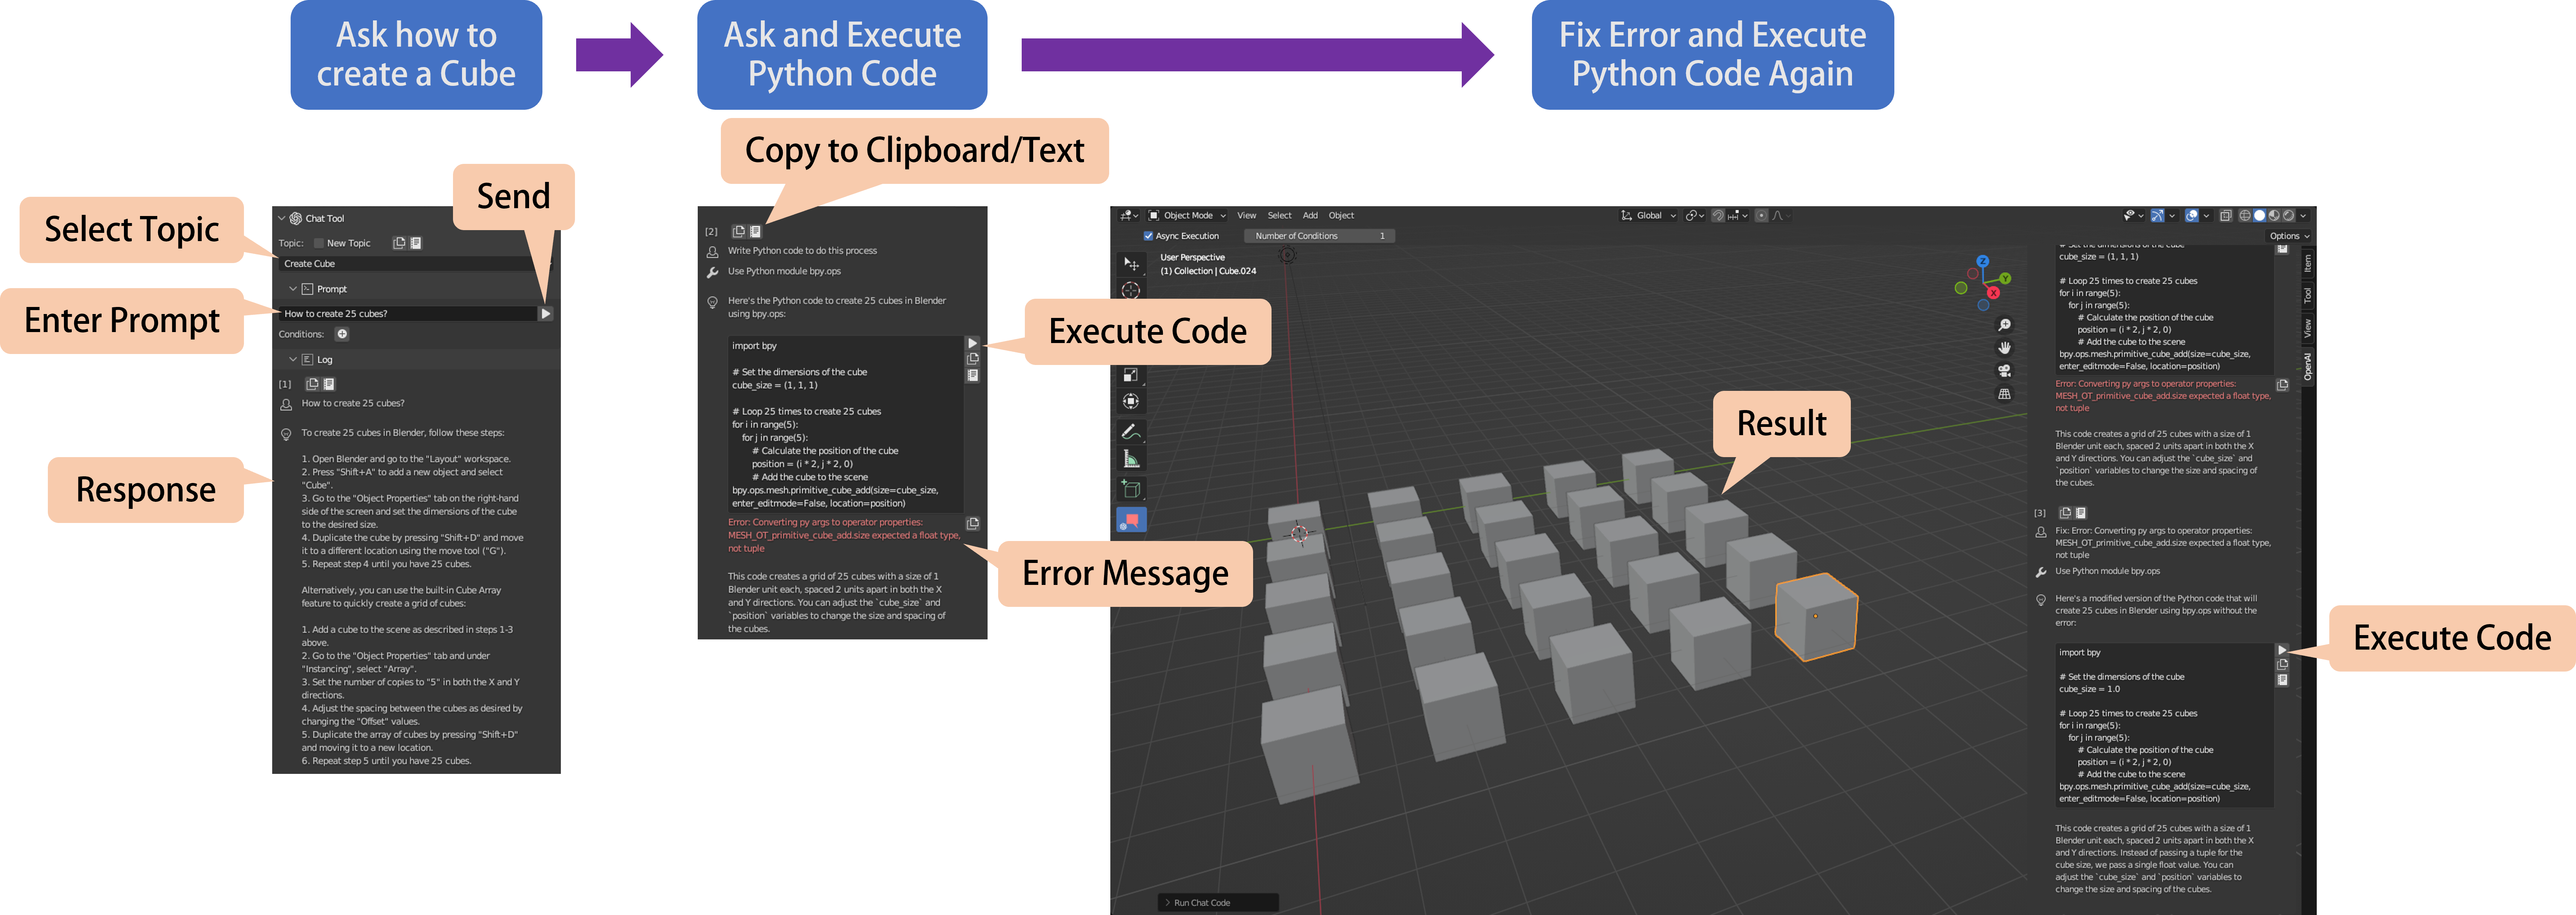 Ask how to
create a Cube
Ask and Execute
Python Code
Fix Error and Execute
Python Code Again
Copy to Clipboard/Text
Send
Select Topic
Enter Prompt
Response
Chat Tool
Topic:
New Topic
Create Cube
Prompt
How to create 25 cubes?
Conditions:
Log
[1]
How to create 25 cubes?
To create 25 cubes in Blender, follow these steps:
1. Open Blender and go to the "Layout" workspace.
2. Press "Shift+A" to add a new object and select
"Cube".
3. Go to the "Object Properties" tab on the right-hand
side of the screen and set the dimensions of the cube
to the desired size.
4. Duplicate the cube by pressing "Shift+D" and move
it to a different location using the move tool ("G").
5. Repeat step 4 until you have 25 cubes.
Alternatively, you can use the built-in Cube Array
feature to quickly create a grid of cubes:
1. Add a cube to the scene as described in steps 1-3
above.
2. Go to the "Object Properties" tab and under
"Instancing", select "Array".
3. Set the number of copies to "5" in both the X and Y
directions.
4. Adjust the spacing between the cubes as desired by
changing the "Offset" values.
5. Duplicate the array of cubes by pressing "Shift+D"
and moving it to a new location.
6. Repeat step 5 until you have 25 cubes.
[2]
Write Python code to do this process
Use Python module bpy.ops
Here's the Python code to create 25 cubes in Blender
using bpy.ops:
import bpy
# Set the dimensions of the cube
cube_size = (1, 1, 1)
# Loop 25 times to create 25 cubes
for i in range(5):
for j in range(5):
# Calculate the position of the cube
position = (i * 2, j * 2, 0)
# Add the cube to the scene
bpy.ops.mesh.primitive_cube_add(size=cube_size,
enter_editmode=False, location=position)
Error: Converting py args to operator properties:
MESH_OT_primitive_cube_add.size expected a float type,
not tuple
This code creates a grid of 25 cubes with a size of 1
Blender unit each, spaced 2 units apart in both the X
and Y directions. You can adjust the `cube_size` and
`position` variables to change the size and spacing of
the cubes.
Execute Code
Error Message
Object Mode
View
Select
Add
Object
Global
Async Execution
Number of Conditions
1
Options
User Perspective
(1) Collection | Cube.024
Z
Y
X
Item
Tool
View
OpenAI
Result
Run Chat Code
# Set the dimensions of the cube
cube_size = (1, 1, 1)
# Loop 25 times to create 25 cubes
for i in range(5):
for j in range(5):
# Calculate the position of the cube
position = (i * 2, j * 2, 0)
# Add the cube to the scene
bpy.ops.mesh.primitive_cube_add(size=cube_size,
enter_editmode=False, location=position)
Error: Converting py args to operator properties:
MESH_OT_primitive_cube_add.size expected a float type,
not tuple
This code creates a grid of 25 cubes with a size of 1
Blender unit each, spaced 2 units apart in both the X
and Y directions. You can adjust the `cube_size` and
`position` variables to change the size and spacing of
the cubes.
[3]
Fix: Error: Converting py args to operator properties:
MESH_OT_primitive_cube_add.size expected a float type,
not tuple
Use Python module bpy.ops
Here's a modified version of the Python code that will
create 25 cubes in Blender using bpy.ops without the
error:
import bpy
# Set the dimensions of the cube
cube_size = 1.0
# Loop 25 times to create 25 cubes
for i in range(5):
for j in range(5):
# Calculate the position of the cube
position = (i * 2, j * 2, 0)
# Add the cube to the scene
bpy.ops.mesh.primitive_cube_add(size=cube_size,
enter_editmode=False, location=position)
This code creates a grid of 25 cubes with a size of 1
Blender unit each, spaced 2 units apart in both the X
and Y directions. Instead of passing a tuple for the
cube size, we pass a single float value. You can
adjust the `cube_size` and `position` variables to
change the size and spacing of the cubes.
Execute Code